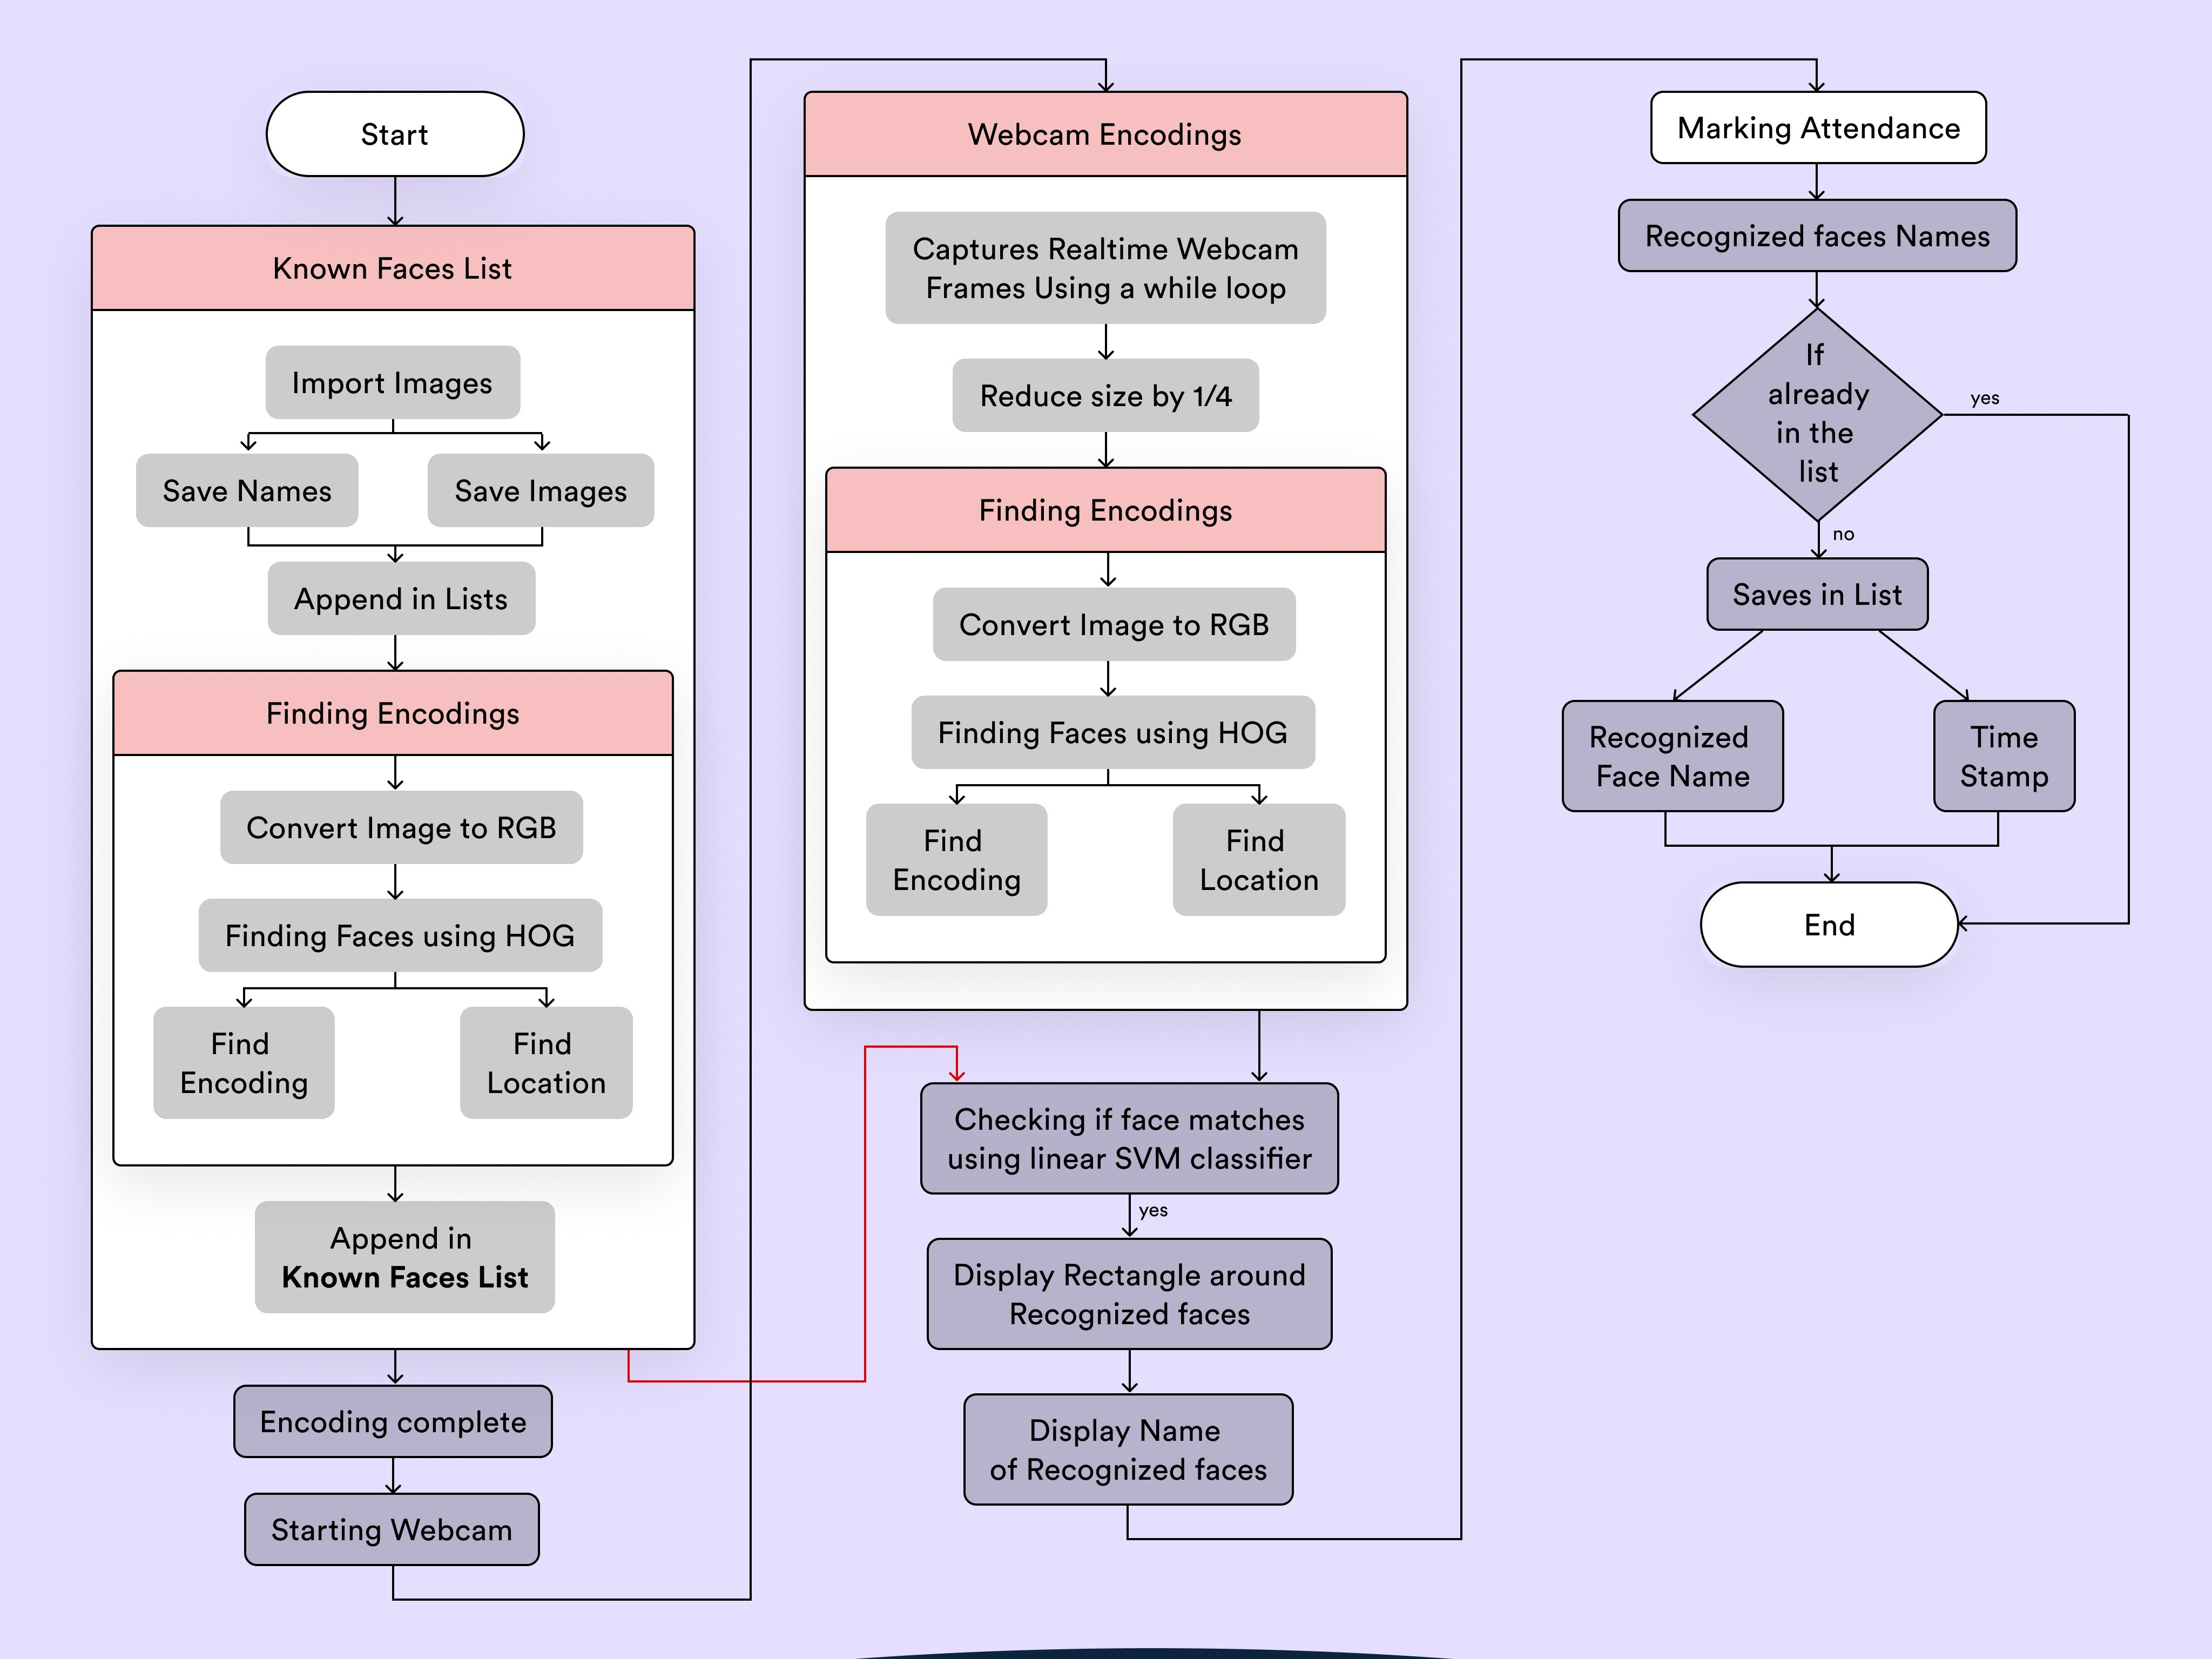 Start
Known Faces List
Import Images
Save Names
Save Images
Append in Lists
Finding Encodings
Convert Image to RGB
Finding Faces using HOG
Find
Encoding
Find
Location
Append in
Known Faces List
Encoding complete
Starting Webcam
Webcam Encodings
Captures Realtime Webcam
Frames Using a while loop
Reduce size by 1/4
Finding Encodings
Convert Image to RGB
Finding Faces using HOG
Find
Encoding
Find
Location
Checking if face matches
using linear SVM classifier
yes
Display Rectangle around
Recognized faces
Display Name
of Recognized faces
Marking Attendance
Recognized faces Names
If
already
in the
list
yes
no
Saves in List
Recognized
Face Name
Time
Stamp
End